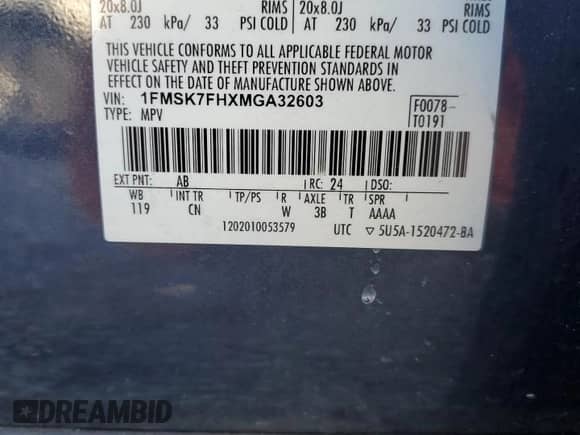 20x8.0J RIMS 20x8.0J RIMS
AT 230 kPa/ 33 PSI COLD AT 230 kPa/ 33 PSI COLD
THIS VEHICLE CONFORMS TO ALL APPLICABLE FEDERAL MOTOR
VEHICLE SAFETY AND THEFT PREVENTION STANDARDS IN
EFFECT ON THE DATE OF MANUFACTURE SHOWN ABOVE.
VIN: 1FMSK7FHXMGA32603
TYPE: MPV
F0078-
T0191
EXT PNT: AB RC: 24 DSO:
WB INT TR TP/PS R AXLE TR SPR
119 CN W 3B T AAAA
1202010053579 UTC ▽ 5U5A-1520472-BA
DREAMBID